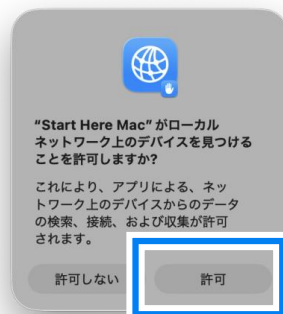 “Start Here Mac”がローカル
ネットワーク上のデバイスを見つける
ことを許可しますか?
これにより、アプリによる、ネッ
トワーク上のデバイスからのデータ
の検索、接続、および収集が許可
されます。
許可しない
許可